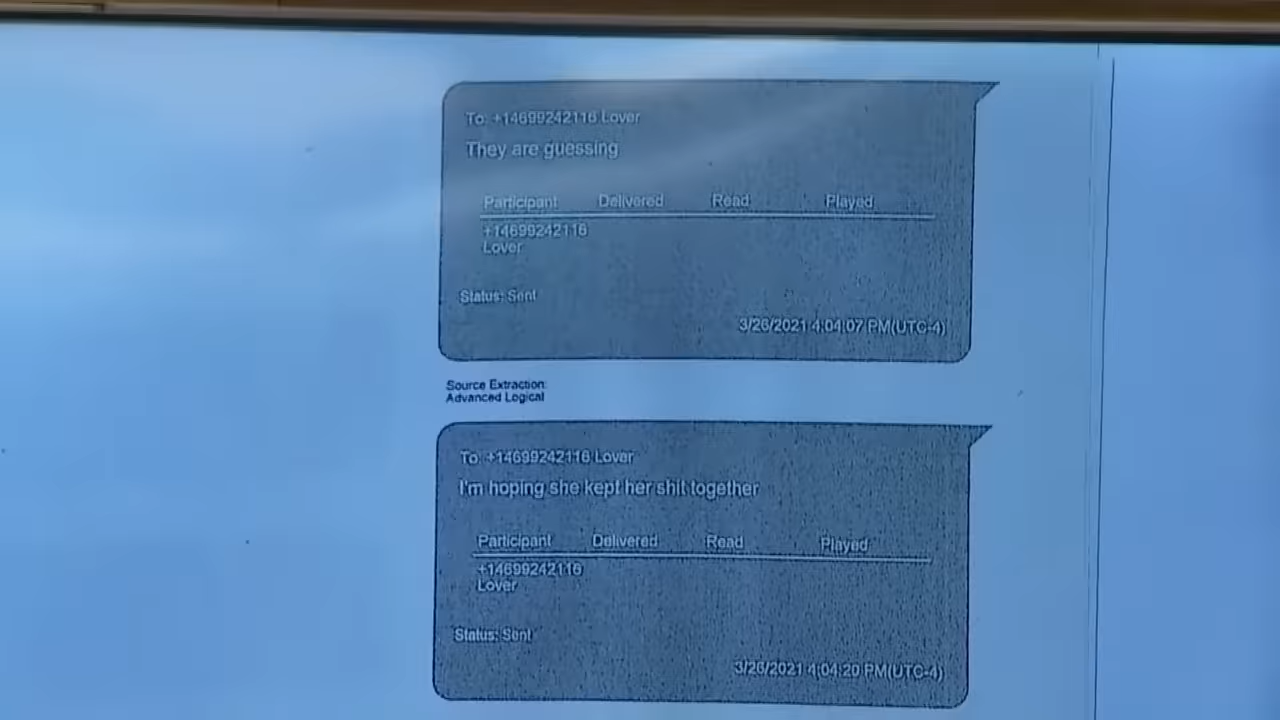 To: +14699242116 Lover
They are guessing
Participant Delivered Read Played
+14699242116
Lover
Status: Sent
3/26/2021 4:04:07 PM(UTC-4)
Source Extraction:
Advanced Logical
To: +14699242116 Lover
I'm hoping she kept her shit together
Participant Delivered Read Played
+14699242116
Lover
Status: Sent
3/26/2021 4:04:20 PM(UTC-4)